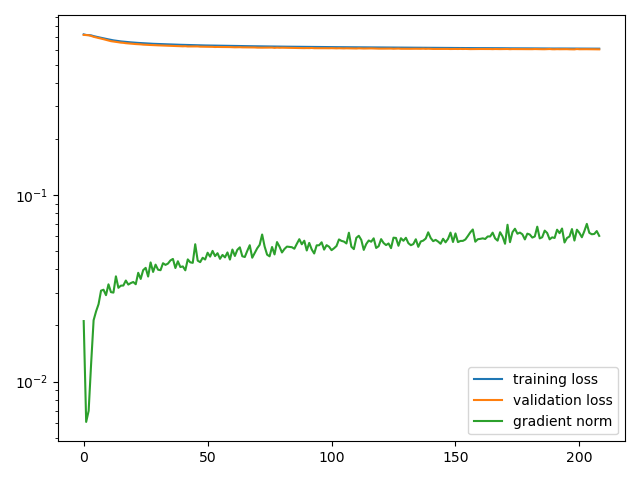 10⁻¹
10⁻²
0 50 100 150 200
training loss
validation loss
gradient norm